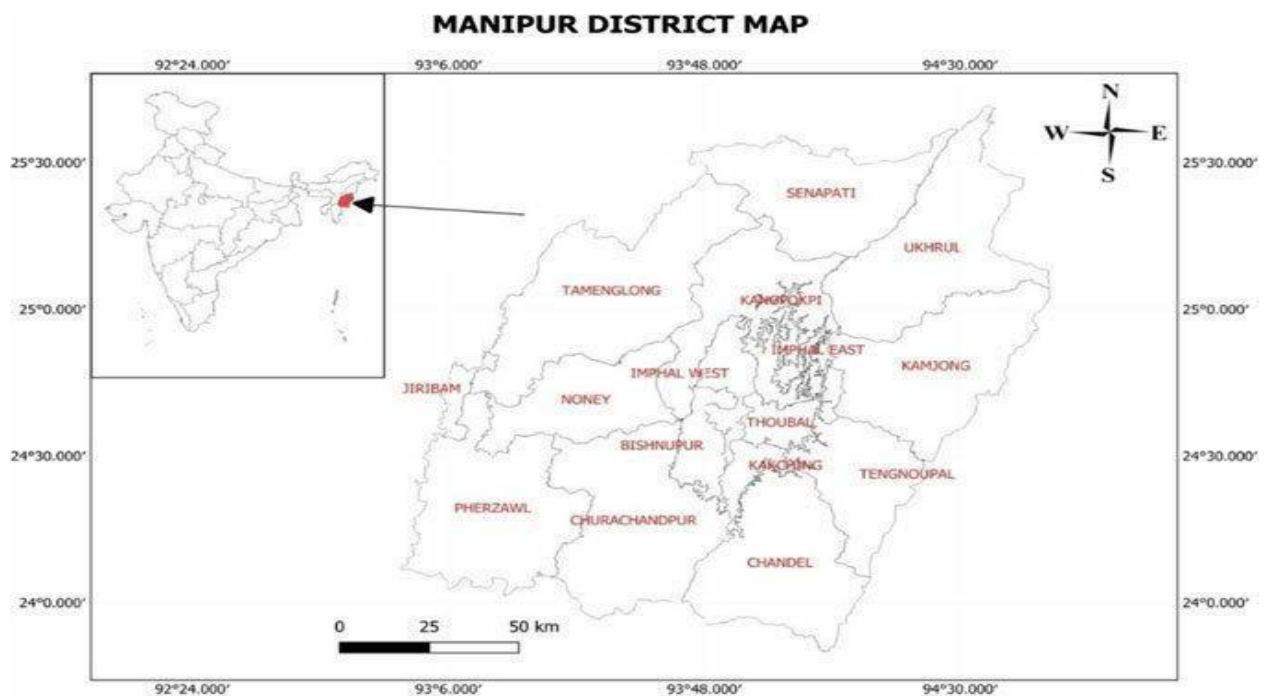 MANIPUR DISTRICT MAP
92°24.000′ 93°6.000′ 93°48.000′ 94°30.000′
N
W E
S
25°30.000′ 25°30.000′
SENAPATI
UKHRUL
TAMENGLONG
KANGPOKPI
25°0.000′ 25°0.000′
IMPHAL EAST
KAMJONG
IMPHAL WEST
JIRIBAM
NONEY
THOUBAL
BISHNUPUR
24°30.000′ 24°30.000′
KAKCHING
TENGNOUPAL
PHERZAWL
CHURACHANDPUR
CHANDEL
24°0.000′ 24°0.000′
0 25 50 km
92°24.000′ 93°6.000′ 93°48.000′ 94°30.000′